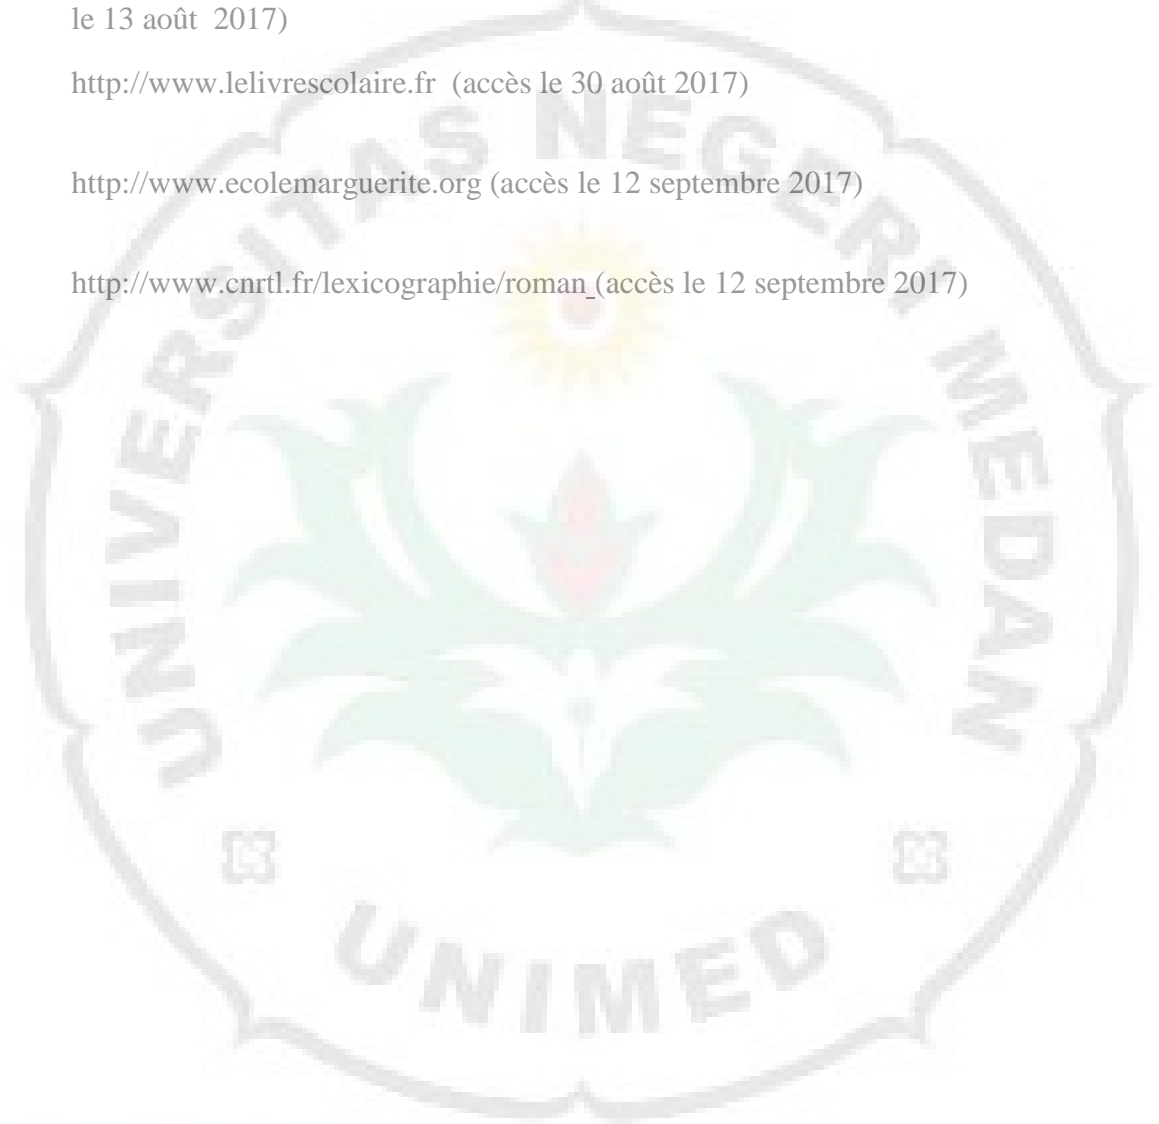 le 13 août  2017)
http://www.lelivrescolaire.fr  (accès le 30 août 2017)
http://www.ecolemarguerite.org (accès le 12 septembre 2017)
http://www.cnrtl.fr/lexicographie/roman (accès le 12 septembre 2017)
UNIVERSITAS NEGERI MEDAN
UNIMED